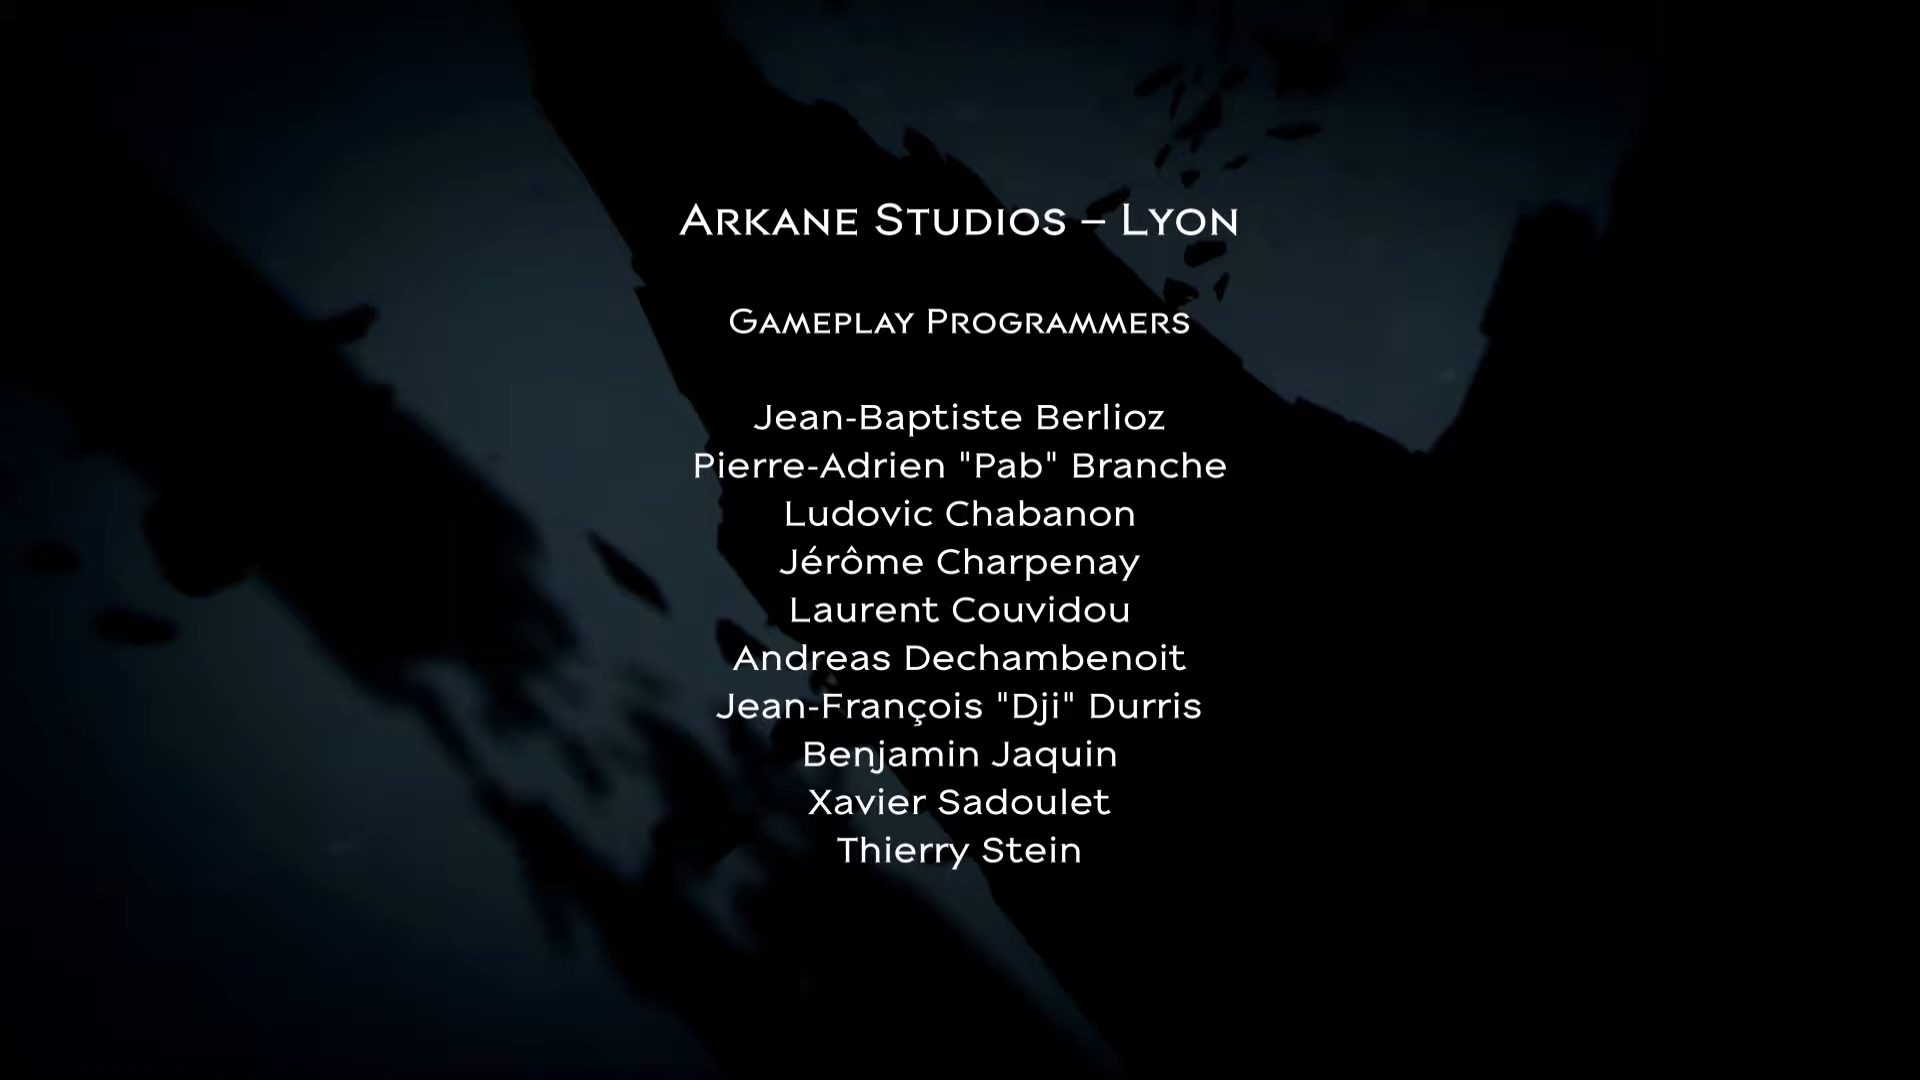 Arkane Studios – Lyon
Gameplay Programmers
Jean-Baptiste Berlioz
Pierre-Adrien "Pab" Branche
Ludovic Chabanon
Jérôme Charpenay
Laurent Couvidou
Andreas Dechambenoit
Jean-François "Dji" Durris
Benjamin Jaquin
Xavier Sadoulet
Thierry Stein